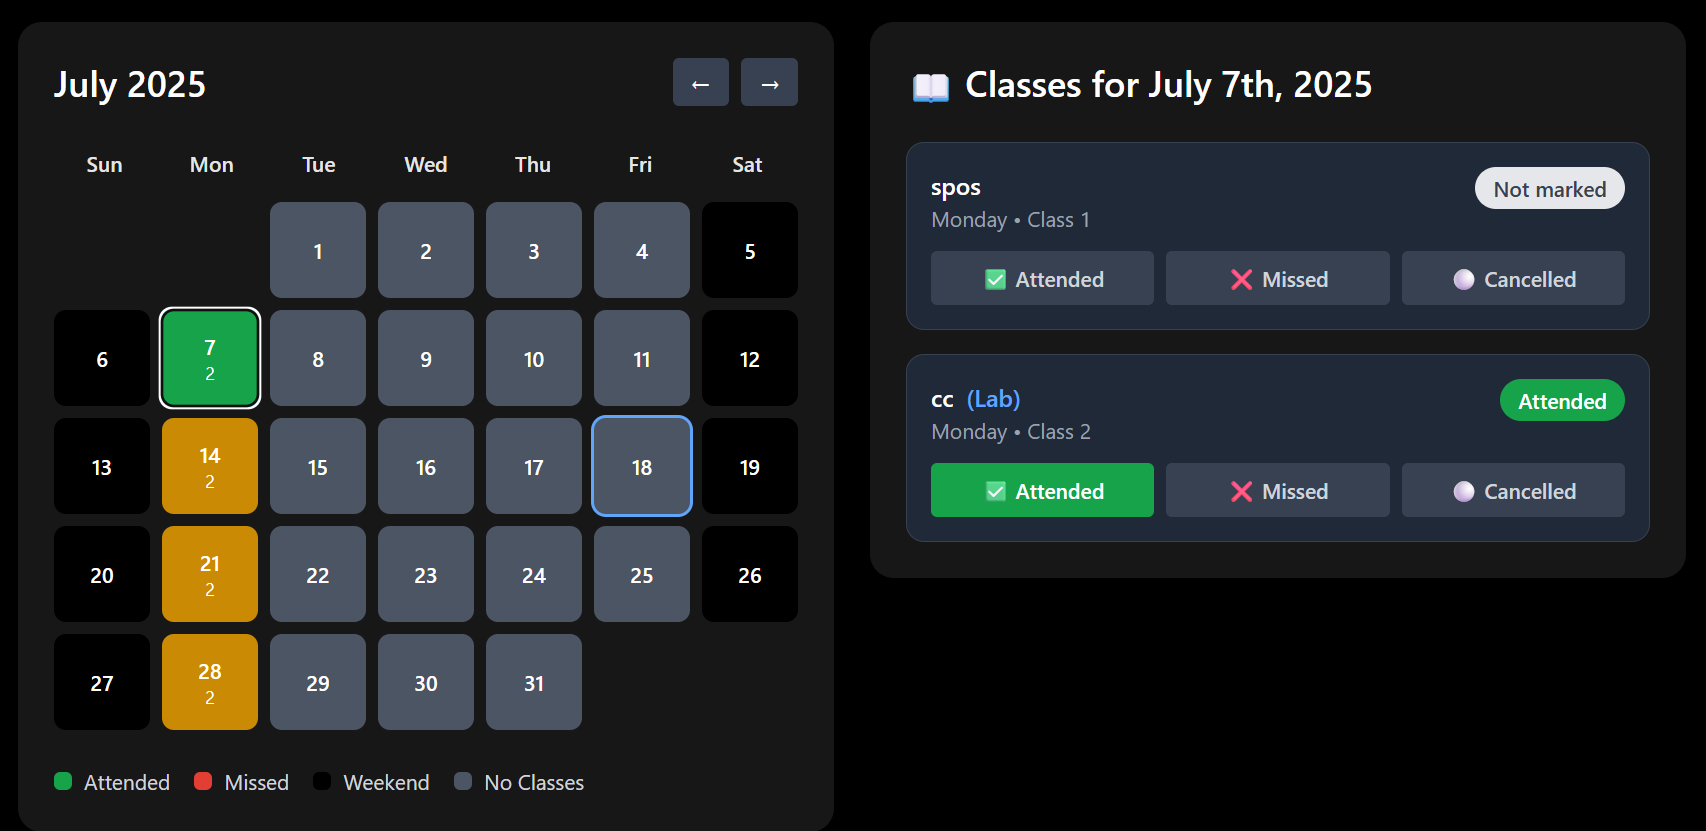 July 2025
← →
Sun Mon Tue Wed Thu Fri Sat
1 2 3 4 5
6 7 8 9 10 11 12
2
13 14 15 16 17 18 19
2
20 21 22 23 24 25 26
2
27 28 29 30 31
2
Attended Missed Weekend No Classes
Classes for July 7th, 2025
spos Not marked
Monday • Class 1
Attended Missed Cancelled
cc (Lab) Attended
Monday • Class 2
Attended Missed Cancelled